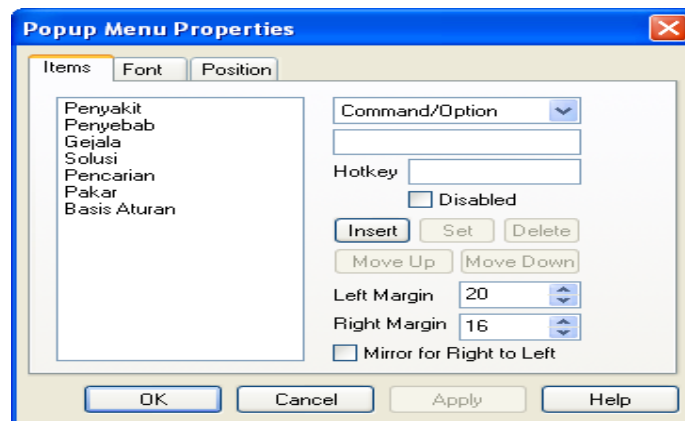 Popup Menu Properties
Items Font Position
Penyakit
Penyebab
Gejala
Solusi
Pencarian
Pakar
Basis Aturan
Command/Option
Hotkey
Disabled
Insert Set Delete
Move Up Move Down
Left Margin 20
Right Margin 16
Mirror for Right to Left
OK Cancel Apply Help